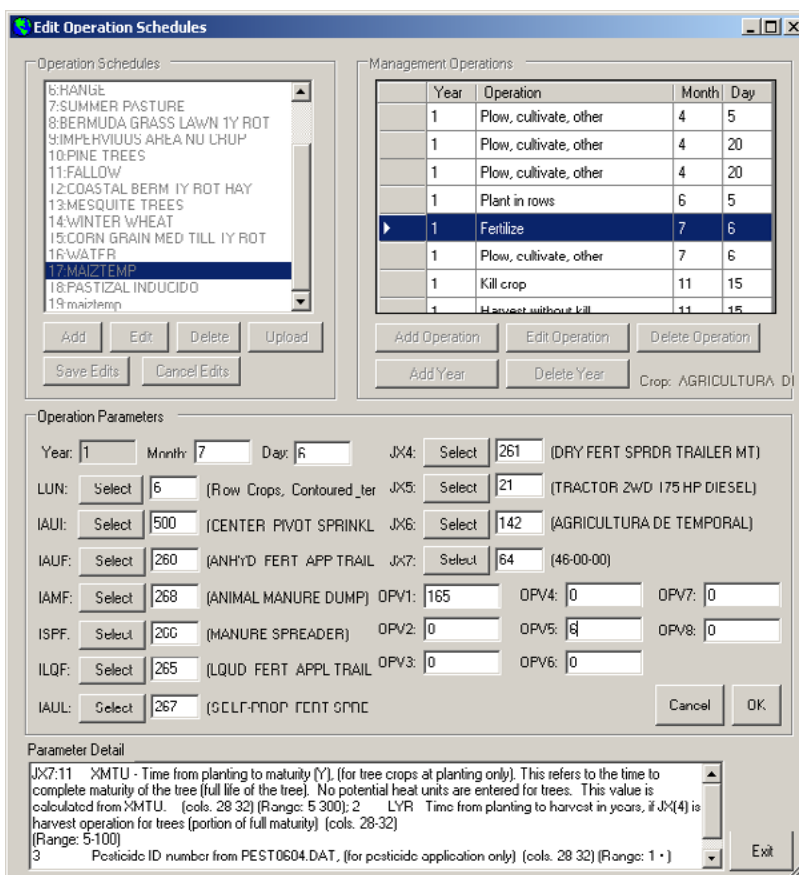 Edit Operation Schedules
Operation Schedules
6:RANGE
7:SUMMER PASTURE
8:BERMUDA GRASS LAWN 1Y ROT
9:IMPERVIOUS AREA NO CROP
10:PINE TREES
11:FALLOW
12:COASTAL BERM 1Y ROT HAY
13:MESQUITE TREES
14:WINTER WHEAT
15:CORN GRAIN MED TILL 1Y ROT
16:WATER
17:MAIZTEMP
18:PASTIZAL INDUCIDO
19:maiztemp
Add Edit Delete Upload
Save Edits Cancel Edits
Management Operations
Year Operation Month Day
1 Plow, cultivate, other 4 5
1 Plow, cultivate, other 4 20
1 Plow, cultivate, other 4 20
1 Plant in rows 6 5
1 Fertilize 7 6
1 Plow, cultivate, other 7 6
1 Kill crop 11 15
1 Harvest without kill 11 15
Add Operation Edit Operation Delete Operation
Add Year Delete Year Crop: AGRICULTURA DI
Operation Parameters
Year: 1 Month: 7 Day: 6 JX4: Select 261 (DRY FERT SPRDR TRAILER MT)
LUN: Select 6 (Row Crops, Contoured_ter JX5: Select 21 (TRACTOR 2WD 175 HP DIESEL)
IAUI: Select 500 (CENTER PIVOT SPRINKL JX6: Select 142 (AGRICULTURA DE TEMPORAL)
IAUF: Select 260 (ANHYD FERT APP TRAIL JX7: Select 64 (46-00-00)
IAMF: Select 268 (ANIMAL MANURE DUMP) OPV1: 165 OPV4: 0 OPV7: 0
ISPF: Select 266 (MANURE SPREADER) OPV2: 0 OPV5: 6 OPV8: 0
ILQF: Select 265 (LQUD FERT APPL TRAIL OPV3: 0 OPV6: 0
IAUL: Select 267 (SELF-PROP FERT SPRE
Cancel OK
Parameter Detail
JX7:11 XMTU - Time from planting to maturity (Y), (for tree crops at planting only). This refers to the time to
complete maturity of the tree (full life of the tree). No potential heat units are entered for trees. This value is
calculated from XMTU. (cols. 28 32) (Range: 5 300); 2 LYR Time from planting to harvest in years, if JX(4) is
harvest operation for trees (portion of full maturity) (cols. 28-32)
(Range: 5-100)
3 Pesticide ID number from PEST0604.DAT, (for pesticide application only) (cols. 28 32) (Range: 1 - )
Exit